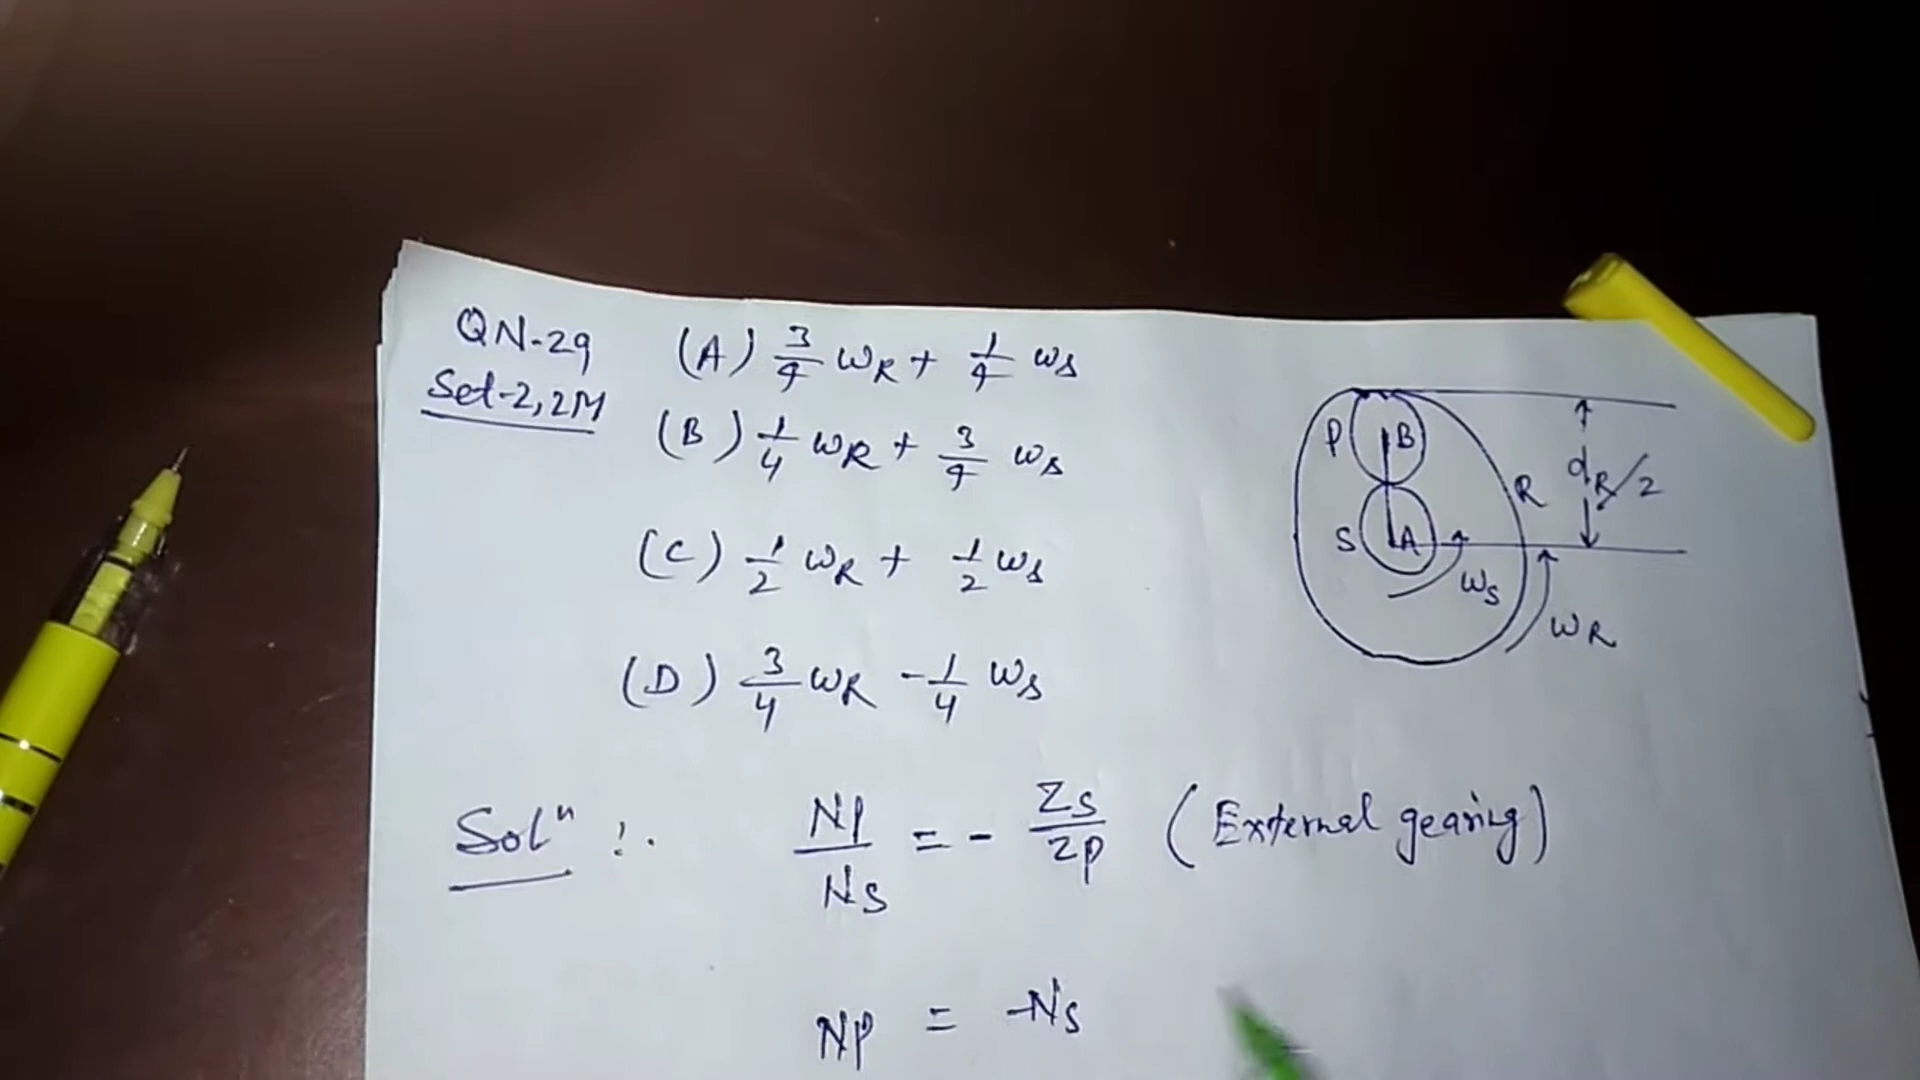 QN-29
Set-2, 2M
(A) 3/4 ωR + 1/4 ωs
(B) 1/4 ωR + 3/4 ωs
(C) 1/2 ωR + 1/2 ωs
(D) 3/4 ωR - 1/4 ωs
P B
S A
R
dR/2
ωs
ωR
Solⁿ :. NP/NS = - ZS/ZP (External gearing)
NP = -NS